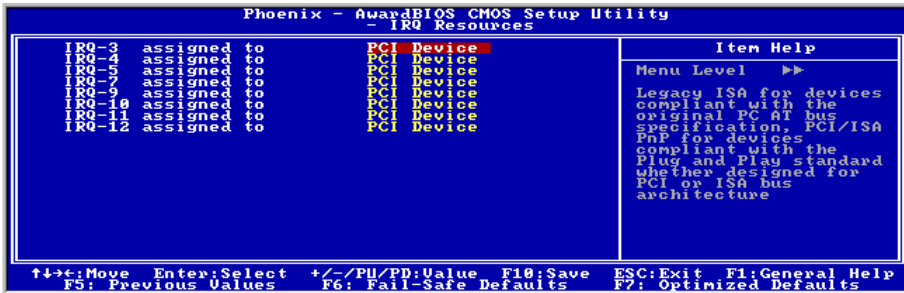 Phoenix - AwardBIOS CMOS Setup Utility
- IRQ Resources
IRQ-3 assigned to PCI Device
IRQ-4 assigned to PCI Device
IRQ-5 assigned to PCI Device
IRQ-7 assigned to PCI Device
IRQ-9 assigned to PCI Device
IRQ-10 assigned to PCI Device
IRQ-11 assigned to PCI Device
IRQ-12 assigned to PCI Device
Item Help
Menu Level ▶▶
Legacy ISA for devices
compliant with the
original PC AT bus
specification, PCI/ISA
PnP for devices
compliant with the
Plug and Play standard
whether designed for
PCI or ISA bus
architecture
↑↓→←:Move Enter:Select +/-/PU/PD:Value F10:Save ESC:Exit F1:General Help
F5: Previous Values F6: Fail-Safe Defaults F7: Optimized Defaults